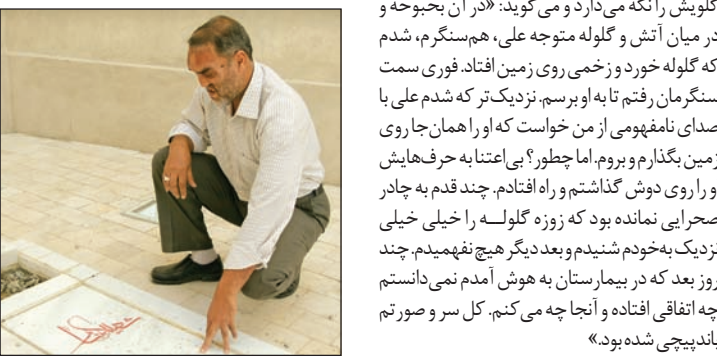 گلویش را نگه می‌دارد و می‌گوید: «در آن بحبوحه و
در میان آتش و گلوله متوجه علی، هم‌سنگرم، شدم
که گلوله خورد و زخمی روی زمین افتاد. فوری سمت
سنگرمان رفتم تا به او برسم. نزدیک‌تر که شدم علی با
صدای نامفهومی از من خواست که او را همان‌جا روی
زمین بگذارم و بروم. اما چطور؟ بی‌اعتنا به حرف‌هایش
او را روی دوش گذاشتم و راه افتادم. چند قدم به چادر
صحرایی نمانده بود که زوزه گلولــه را خیلی خیلی
نزدیک به‌خودم شنیدم و بعد دیگر هیچ نفهمیدم. چند
روز بعد که در بیمارستان به هوش آمدم نمی‌دانستم
چه اتفاقی افتاده و آنجا چه می‌کنم. کل سر و صورتم
باندپیچی شده بود.»